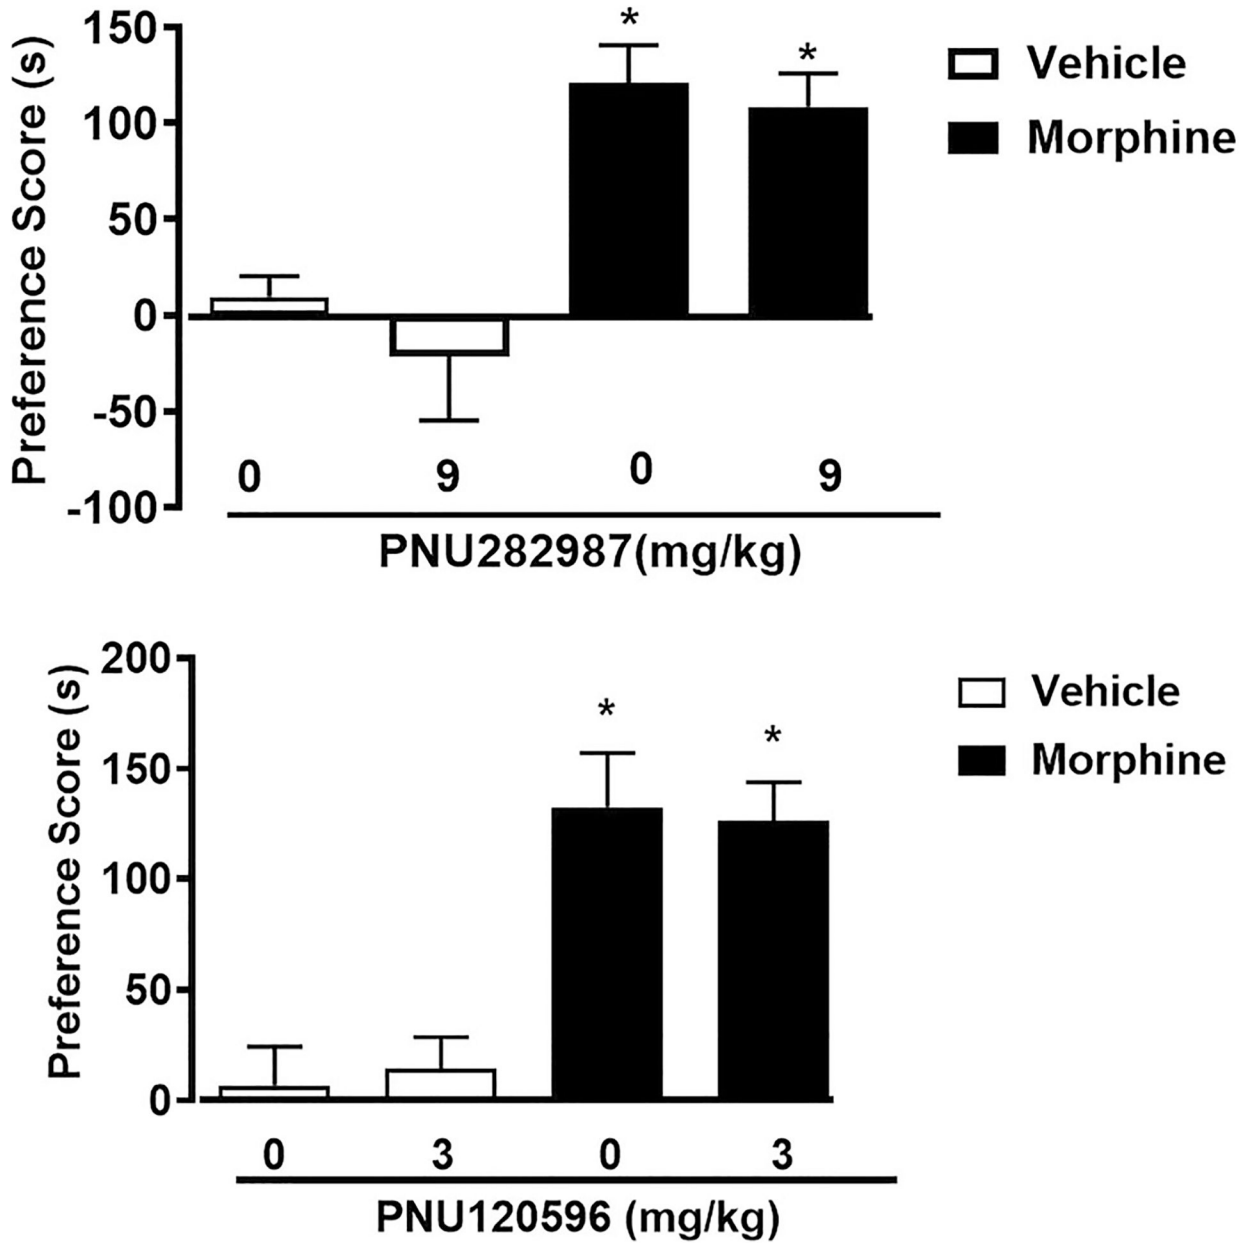 150
100
50
0
-50
-100
Preference Score (s)
*
*
Vehicle
Morphine
0 9 0 9
PNU282987(mg/kg)
200
150
100
50
0
Preference Score (s)
*
*
Vehicle
Morphine
0 3 0 3
PNU120596 (mg/kg)